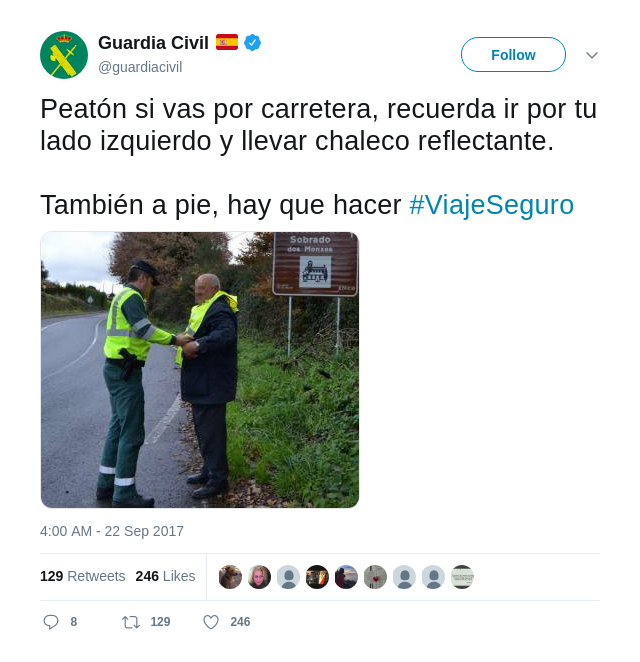 Guardia Civil
@guardiacivil
Follow
Peatón si vas por carretera, recuerda ir por tu
lado izquierdo y llevar chaleco reflectante.
También a pie, hay que hacer #ViajeSeguro
Sobrado
dos Monxes
4:00 AM - 22 Sep 2017
129 Retweets 246 Likes
8 129 246